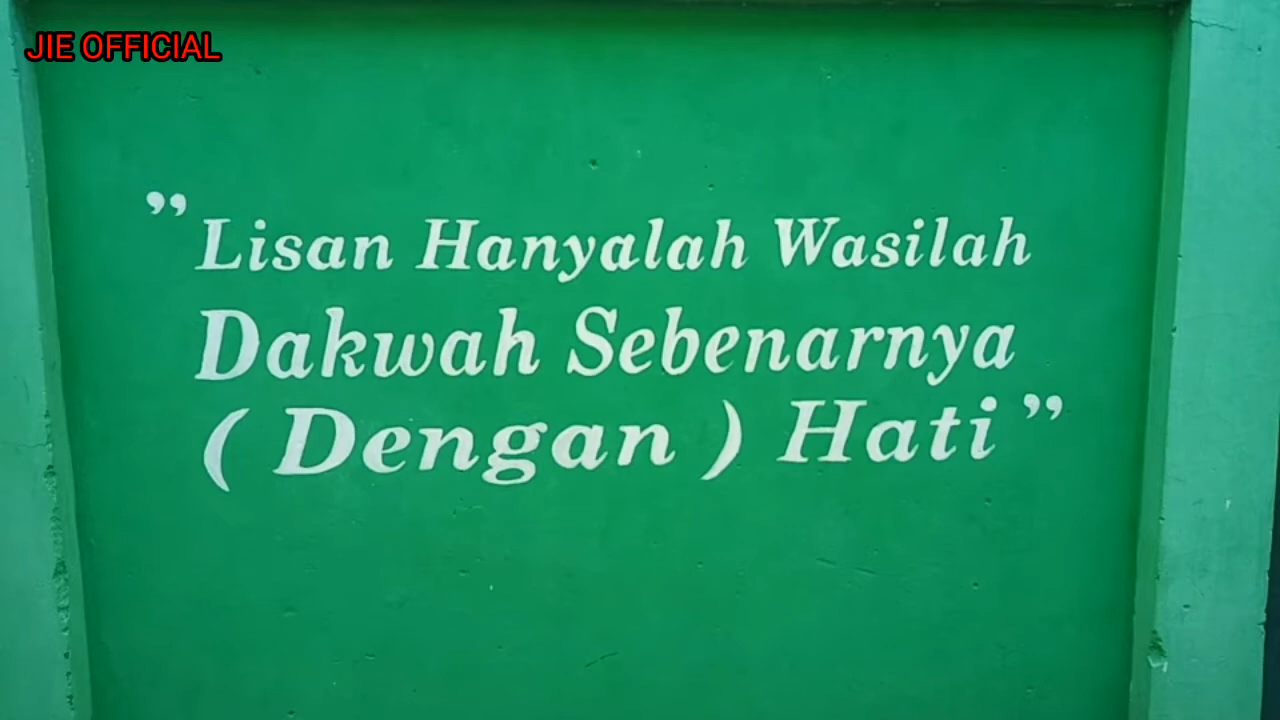 JIE OFFICIAL
” Lisan Hanyalah Wasilah
Dakwah Sebenarnya
( Dengan ) Hati ”